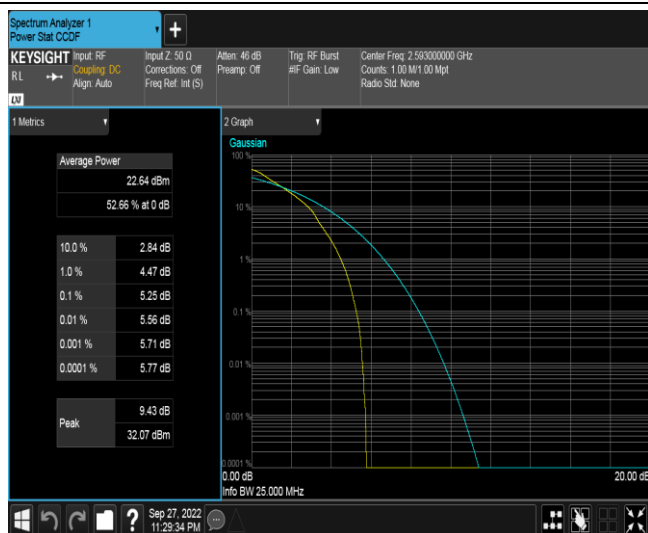 Spectrum Analyzer 1
Power Stat CCDF
+
KEYSIGHT
RL
LXI
Input: RF
Coupling: DC
Align: Auto
Input Z: 50 Ω
Corrections: Off
Freq Ref: Int (S)
Atten: 46 dB
Preamp: Off
Trig: RF Burst
#IF Gain: Low
Center Freq: 2.593000000 GHz
Counts: 1.00 M/1.00 Mpt
Radio Std: None
1 Metrics
Average Power
22.64 dBm
52.66 % at 0 dB
10.0 % 2.84 dB
1.0 % 4.47 dB
0.1 % 5.25 dB
0.01 % 5.56 dB
0.001 % 5.71 dB
0.0001 % 5.77 dB
Peak
9.43 dB
32.07 dBm
2 Graph
Gaussian
100 %
10 %
1 %
0.1 %
0.01 %
0.001 %
0.0001 %
0.00 dB
20.00 dB
Info BW 25.000 MHz
?
Sep 27, 2022
11:29:34 PM